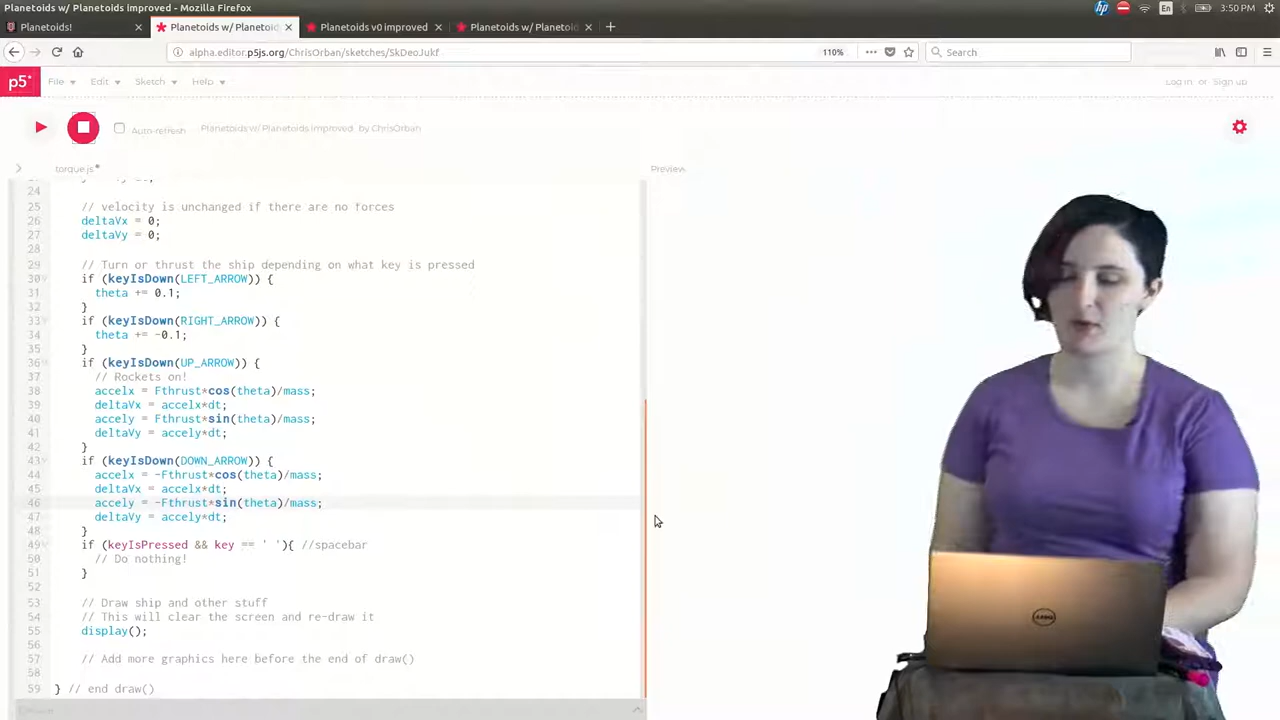 Planetoids w/ Planetoids Improved - Mozilla Firefox
En
3:50 PM
Planetoids!
Planetoids w/ Planetoid
Planetoids v0 improved
Planetoids w/ Planetoid
alpha.editor.p5js.org/ChrisOrban/sketches/SkDeoJukf
110%
Search
p5*
File
Edit
Sketch
Help
Log in or Sign up
Auto-refresh
Planetoids w/ Planetoids Improved by ChrisOrban
torque.js
Preview
24
25 // velocity is unchanged if there are no forces
26 deltaVx = 0;
27 deltaVy = 0;
28
29 // Turn or thrust the ship depending on what key is pressed
30 if (keyIsDown(LEFT_ARROW)) {
31 theta += 0.1;
32 }
33 if (keyIsDown(RIGHT_ARROW)) {
34 theta += -0.1;
35 }
36 if (keyIsDown(UP_ARROW)) {
37 // Rockets on!
38 accelx = Fthrust*cos(theta)/mass;
39 deltaVx = accelx*dt;
40 accely = Fthrust*sin(theta)/mass;
41 deltaVy = accely*dt;
42 }
43 if (keyIsDown(DOWN_ARROW)) {
44 accelx = -Fthrust*cos(theta)/mass;
45 deltaVx = accelx*dt;
46 accely = -Fthrust*sin(theta)/mass;
47 deltaVy = accely*dt;
48 }
49 if (keyIsPressed && key == ' '){ //spacebar
50 // Do nothing!
51 }
52
53 // Draw ship and other stuff
54 // This will clear the screen and re-draw it
55 display();
56
57 // Add more graphics here before the end of draw()
58
59 } // end draw()
DELL